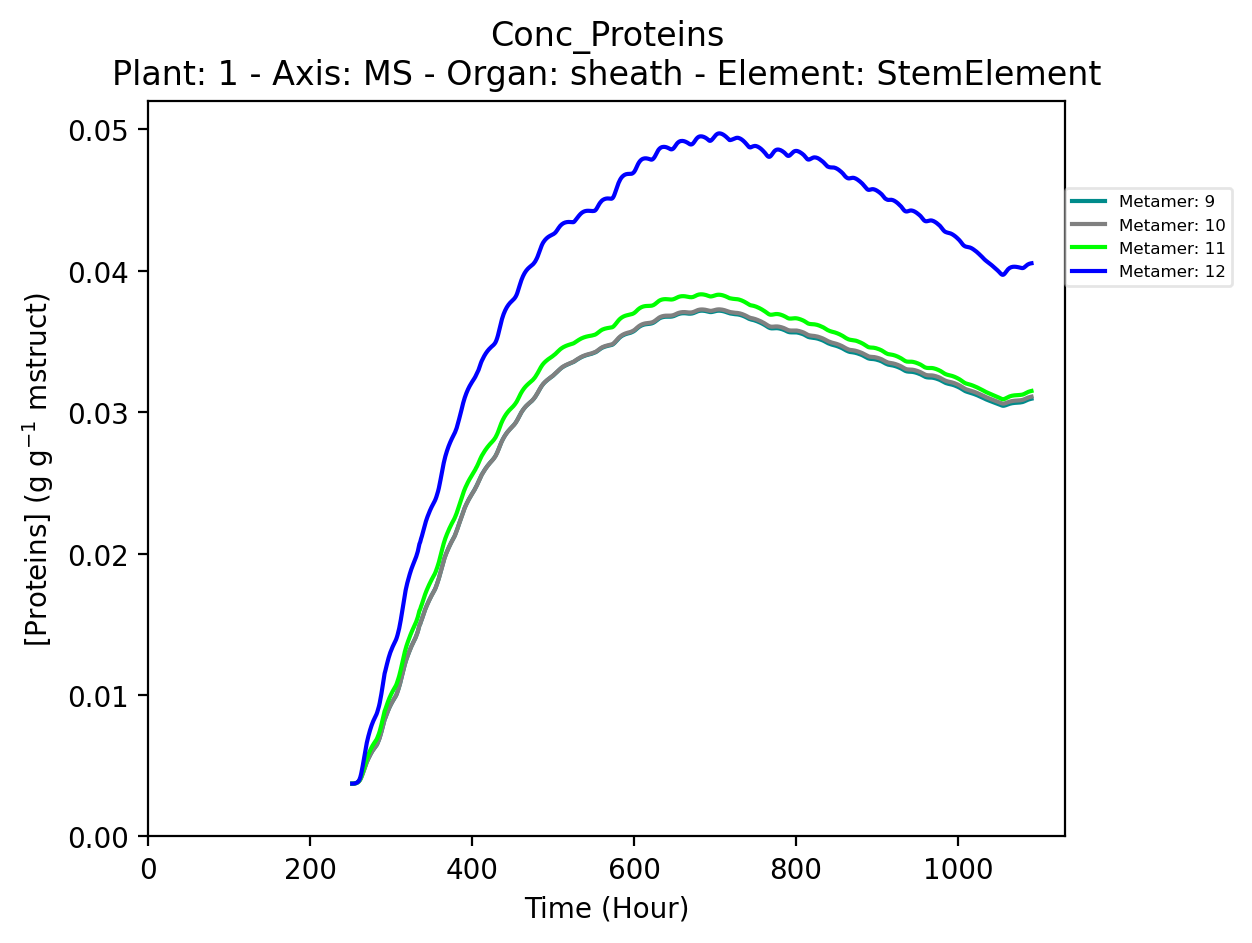 Conc_Proteins
Plant: 1 - Axis: MS - Organ: sheath - Element: StemElement
[Proteins] (g g⁻¹ mstruct)
0.05
0.04
0.03
0.02
0.01
0.00
0 200 400 600 800 1000
Time (Hour)
Metamer: 9
Metamer: 10
Metamer: 11
Metamer: 12